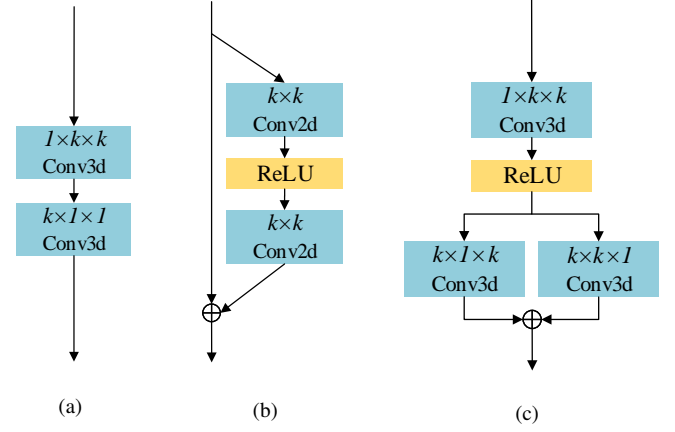 1×k×k
Conv3d
k×1×1
Conv3d
(a)
k×k
Conv2d
ReLU
k×k
Conv2d
(b)
1×k×k
Conv3d
ReLU
k×1×k
Conv3d
k×k×1
Conv3d
(c)